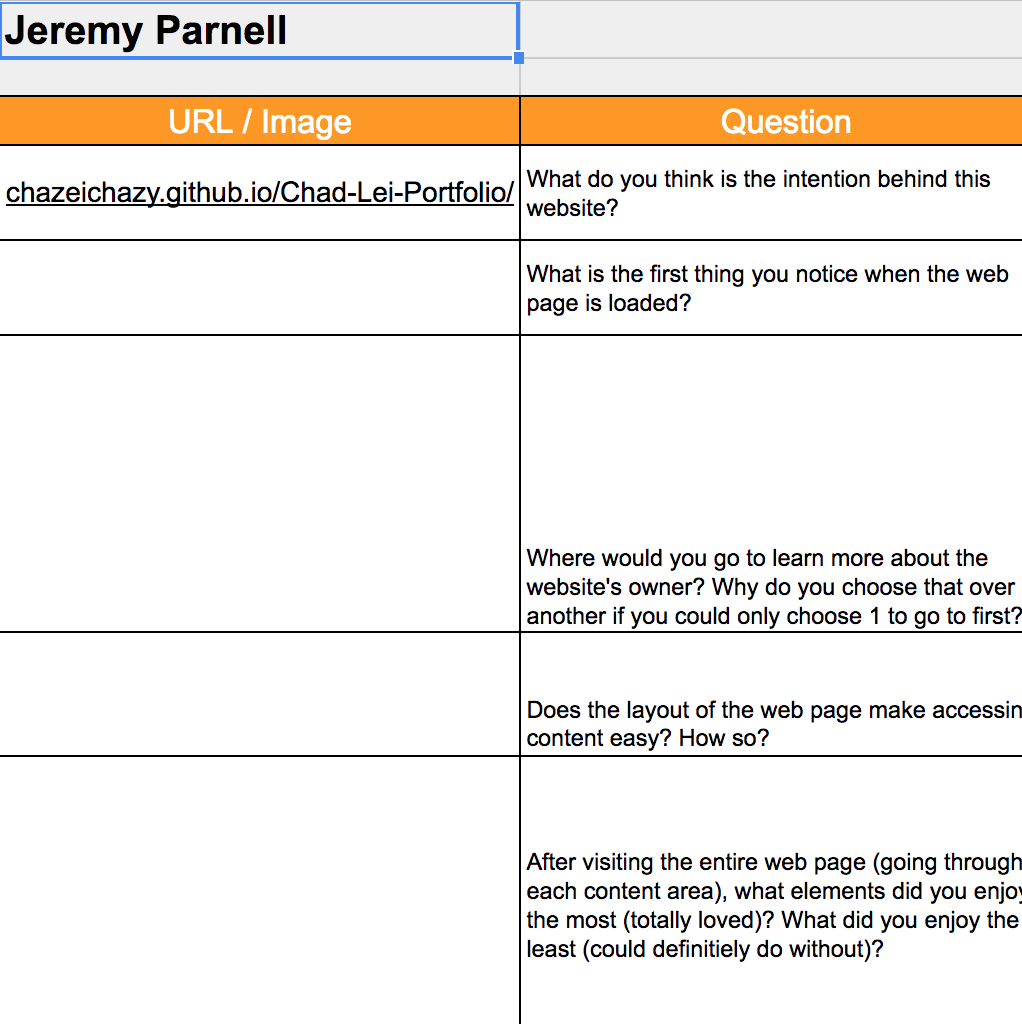 Jeremy Parnell
URL / Image
Question
chazeichazy.github.io/Chad-Lei-Portfolio/
What do you think is the intention behind this
website?
What is the first thing you notice when the web
page is loaded?
Where would you go to learn more about the
website's owner? Why do you choose that over
another if you could only choose 1 to go to first?
Does the layout of the web page make accessin
content easy? How so?
After visiting the entire web page (going through
each content area), what elements did you enjoy
the most (totally loved)? What did you enjoy the
least (could definitiely do without)?